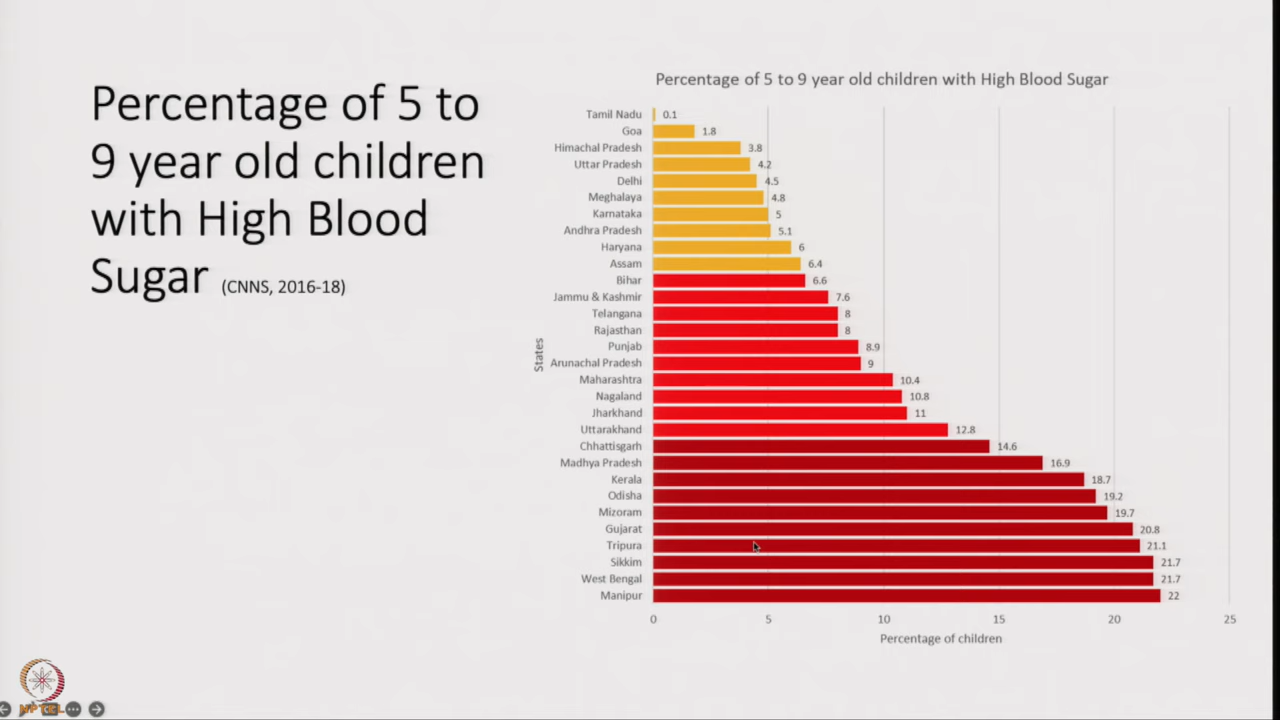 Percentage of 5 to
9 year old children
with High Blood
Sugar (CNNS, 2016-18)
Percentage of 5 to 9 year old children with High Blood Sugar
States
Tamil Nadu 0.1
Goa 1.8
Himachal Pradesh 3.8
Uttar Pradesh 4.2
Delhi 4.5
Meghalaya 4.8
Karnataka 5
Andhra Pradesh 5.1
Haryana 6
Assam 6.4
Bihar 6.6
Jammu & Kashmir 7.6
Telangana 8
Rajasthan 8
Punjab 8.9
Arunachal Pradesh 9
Maharashtra 10.4
Nagaland 10.8
Jharkhand 11
Uttarakhand 12.8
Chhattisgarh 14.6
Madhya Pradesh 16.9
Kerala 18.7
Odisha 19.2
Mizoram 19.7
Gujarat 20.8
Tripura 21.1
Sikkim 21.7
West Bengal 21.7
Manipur 22
0 5 10 15 20 25
Percentage of children
NPTEL